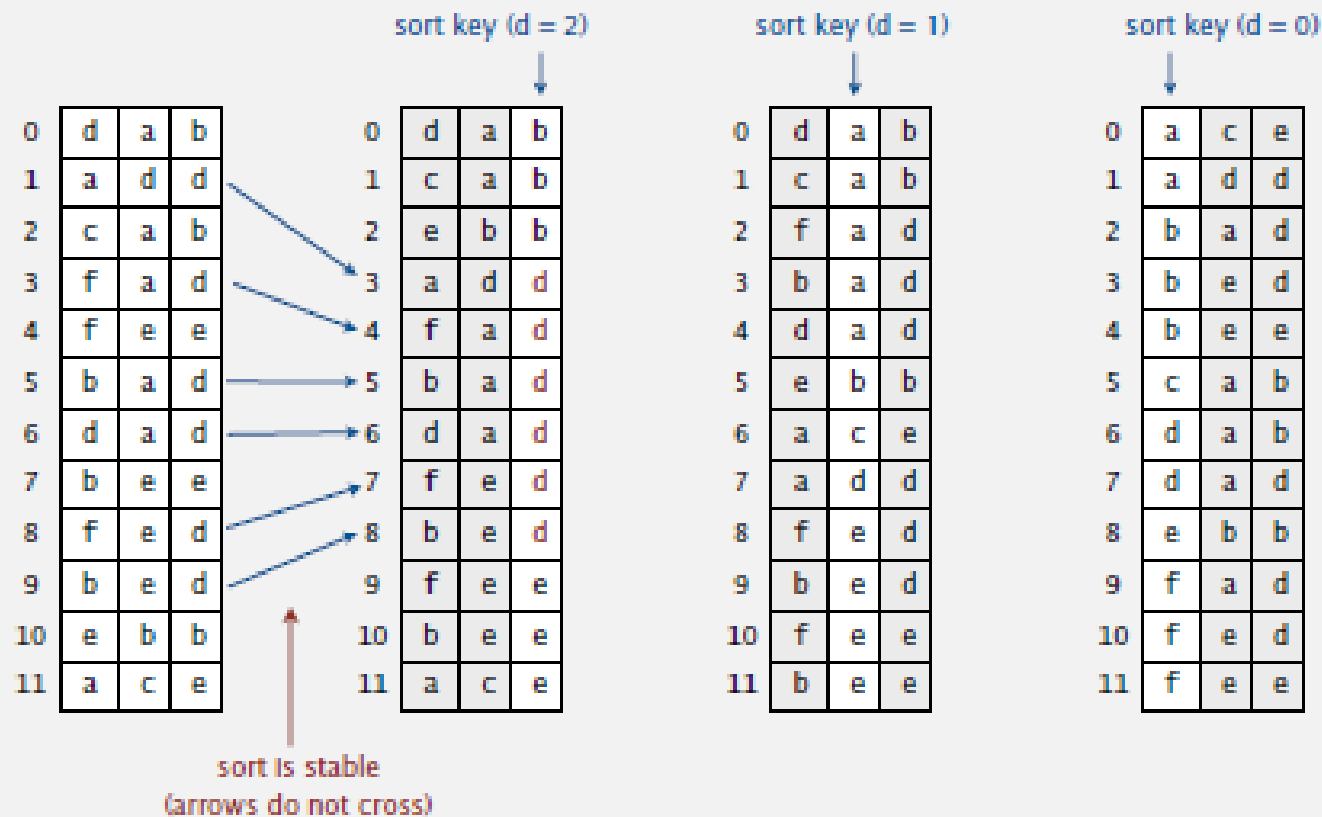 sort key (d = 2) sort key (d = 1) sort key (d = 0)
0 d a b 0 d a b 0 d a b 0 a c e
1 a d d 1 c a b 1 c a b 1 a d d
2 c a b 2 e b b 2 f a d 2 b a d
3 f a d 3 a d d 3 b a d 3 b e d
4 f e e 4 f a d 4 d a d 4 b e e
5 b a d 5 b a d 5 e b b 5 c a b
6 d a d 6 d a d 6 a c e 6 d a b
7 b e e 7 f e d 7 a d d 7 d a d
8 f e d 8 b e d 8 f e d 8 e b b
9 b e d 9 f e e 9 b e d 9 f a d
10 e b b 10 b e e 10 f e e 10 f e d
11 a c e 11 a c e 11 b e e 11 f e e
sort is stable
(arrows do not cross)